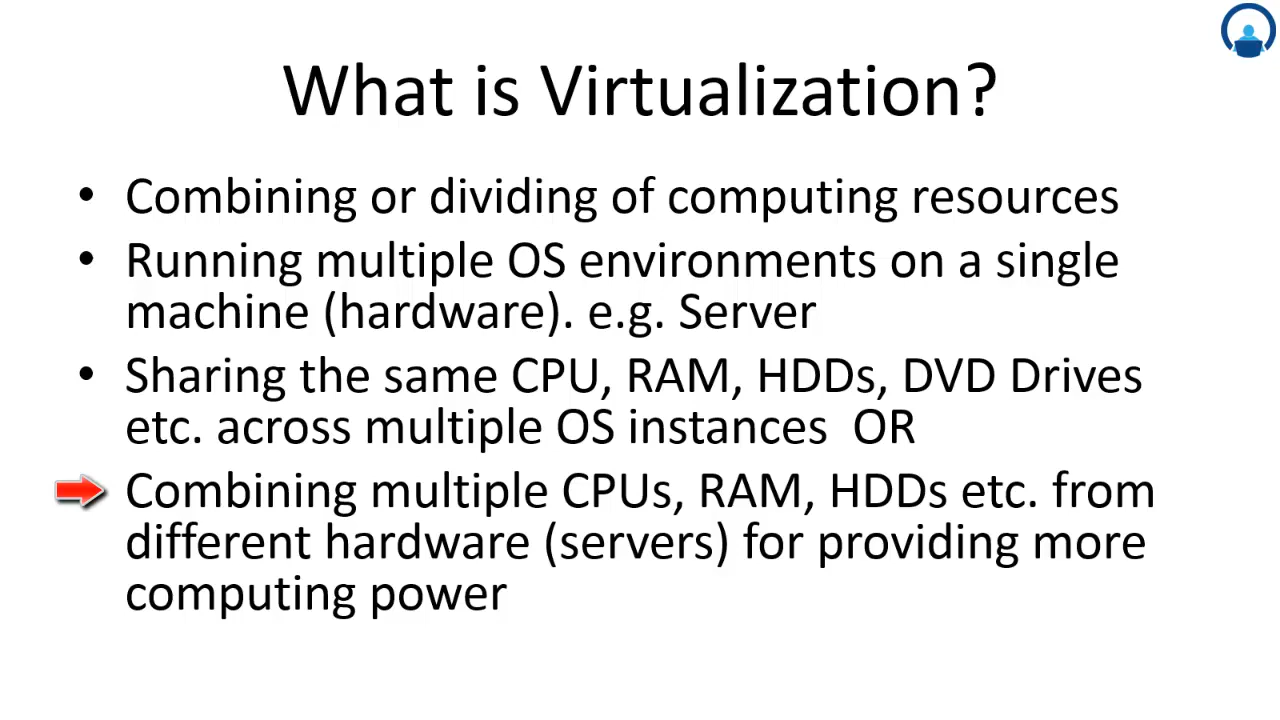 What is Virtualization?
• Combining or dividing of computing resources
• Running multiple OS environments on a single
machine (hardware). e.g. Server
• Sharing the same CPU, RAM, HDDs, DVD Drives
etc. across multiple OS instances  OR
Combining multiple CPUs, RAM, HDDs etc. from
different hardware (servers) for providing more
computing power